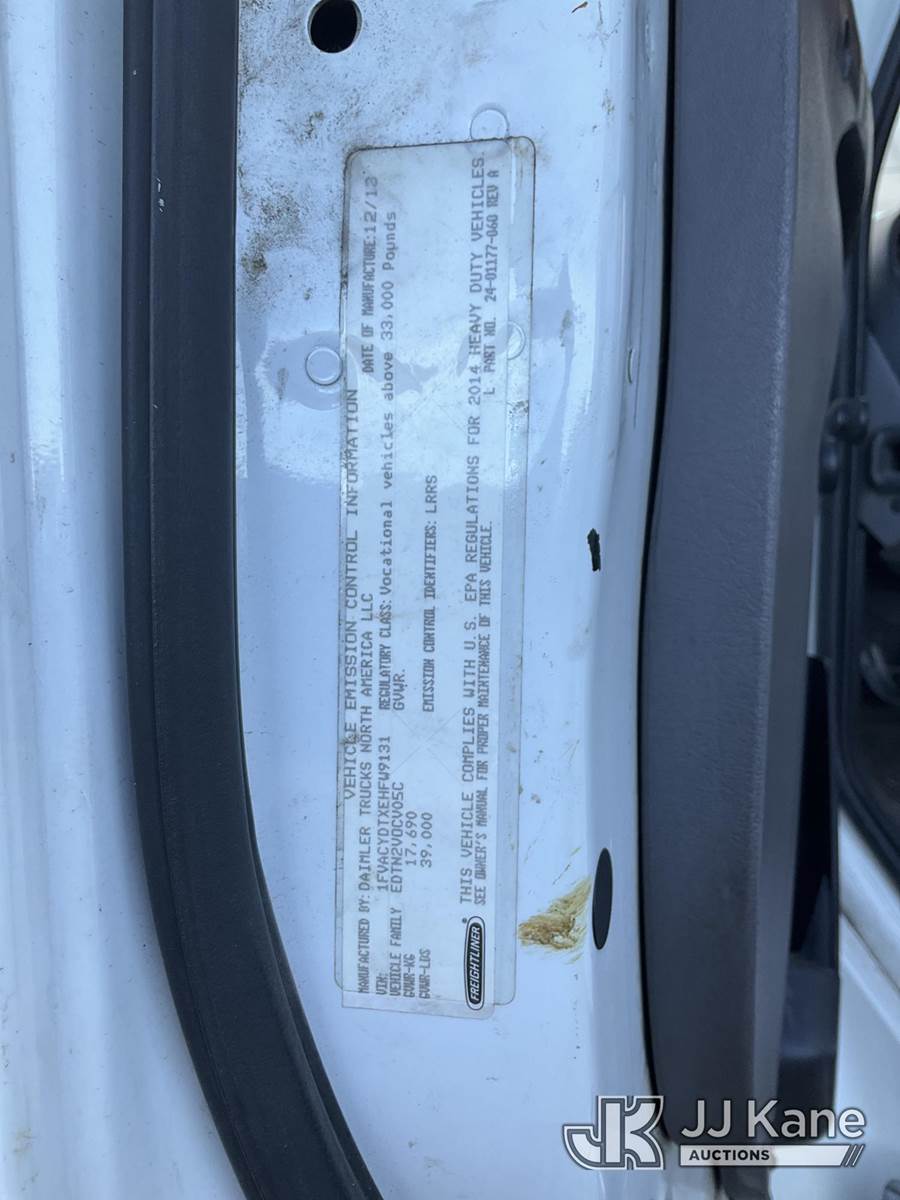 VEHICLE EMISSION CONTROL INFORMATION
MANUFACTURED BY: DAIMLER TRUCKS NORTH AMERICA LLC DATE OF MANUFACTURE: 12/13
VIN: 1FVACYDTXEHFW9131 REGULATORY CLASS: Vocational vehicles above 33,000 Pounds
VEHICLE FAMILY EDTN2VOCV05C GVWR.
GVWR-KG 17,690
GVWR-LBS 39,000 EMISSION CONTROL IDENTIFIERS: LRRS
THIS VEHICLE COMPLIES WITH U.S. EPA REGULATIONS FOR 2014 HEAVY DUTY VEHICLES.
SEE OWNER'S MANUAL FOR PROPER MAINTENANCE OF THIS VEHICLE. L PART NO. 24-01177-060 REV A
FREIGHTLINER®
JK JJ Kane
AUCTIONS